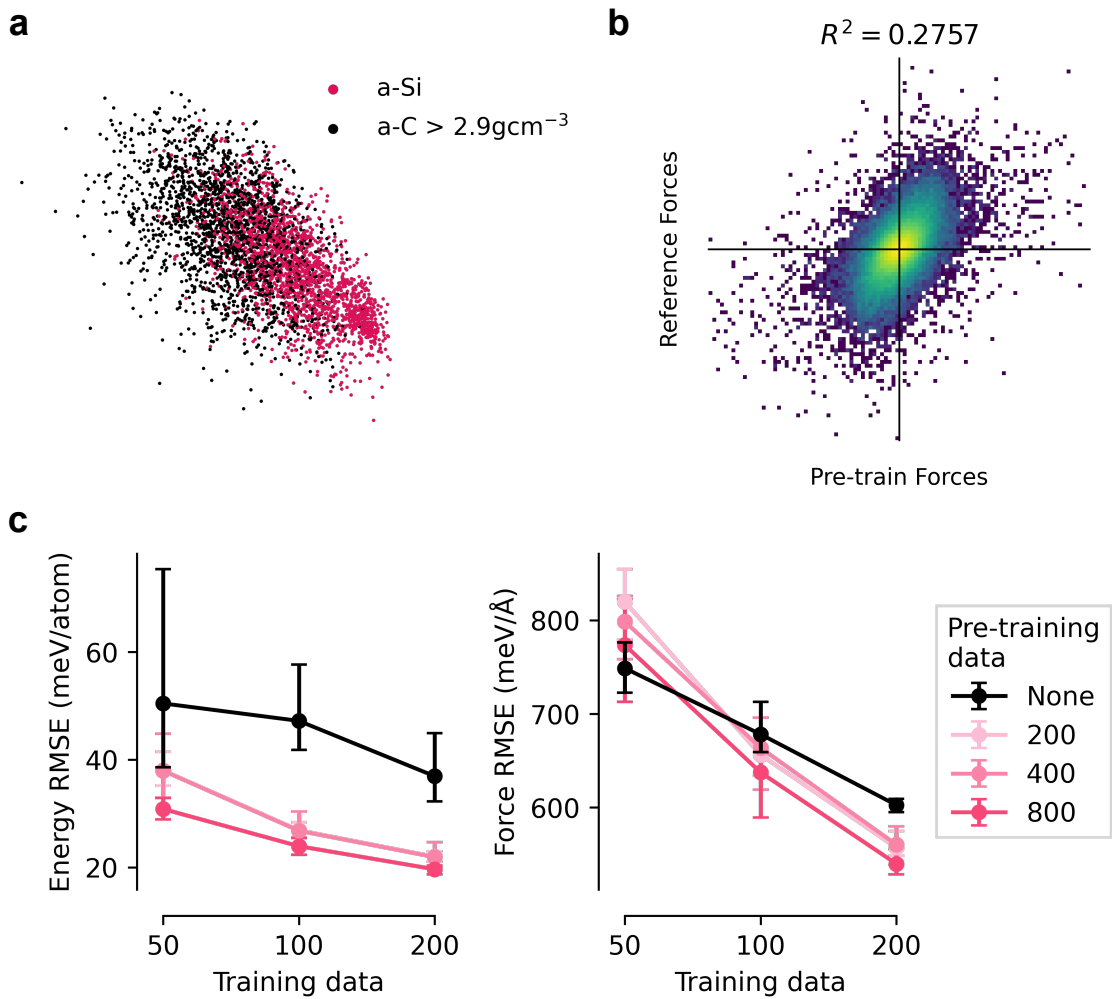 a
a-Si
a-C > 2.9gcm⁻³
b
R² = 0.2757
Reference Forces
Pre-train Forces
c
Energy RMSE (meV/atom)
60
40
20
50 100 200
Training data
Force RMSE (meV/Å)
800
700
600
50 100 200
Training data
Pre-training
data
None
200
400
800